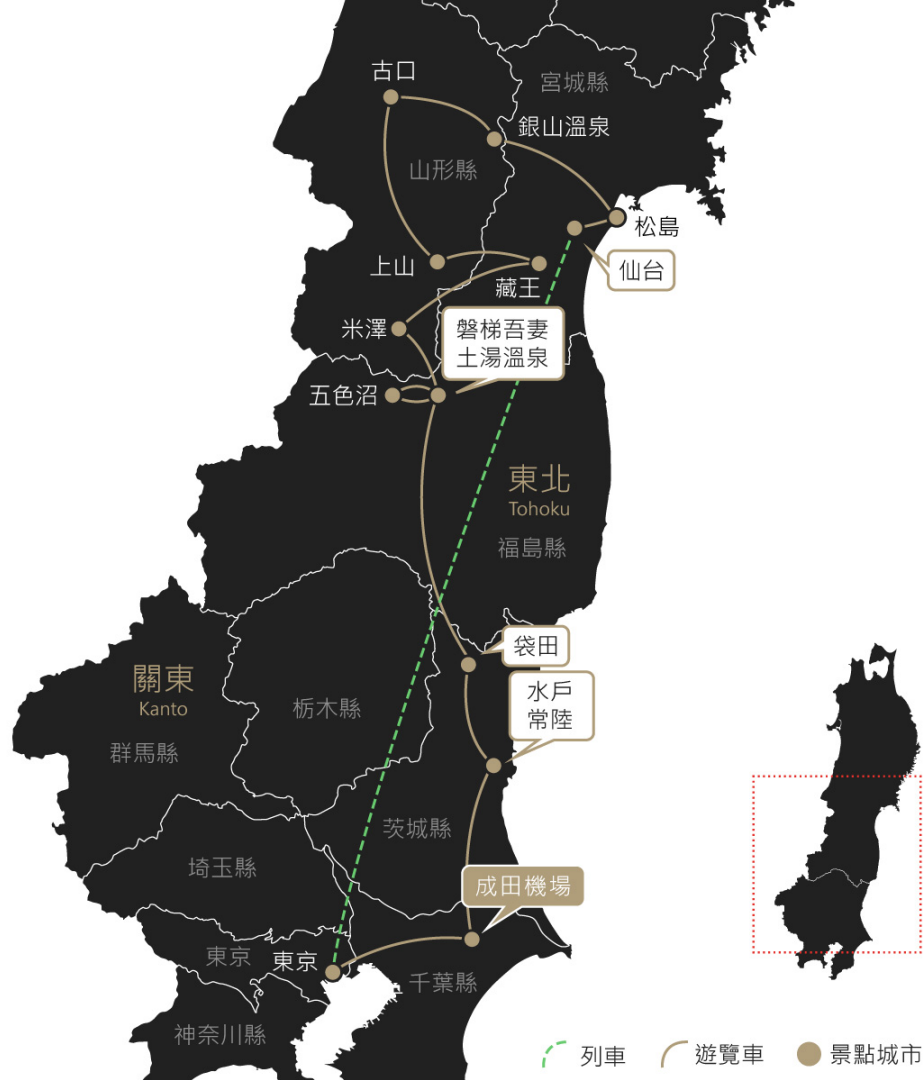 古口
宮城縣
銀山溫泉
山形縣
松島
上山
仙台
藏王
米澤
磐梯吾妻
土湯溫泉
五色沼
東北
Tohoku
福島縣
袋田
關東
Kanto
水戶
常陸
栃木縣
群馬縣
茨城縣
埼玉縣
成田機場
東京
東京
千葉縣
神奈川縣
列車
遊覽車
景點城市